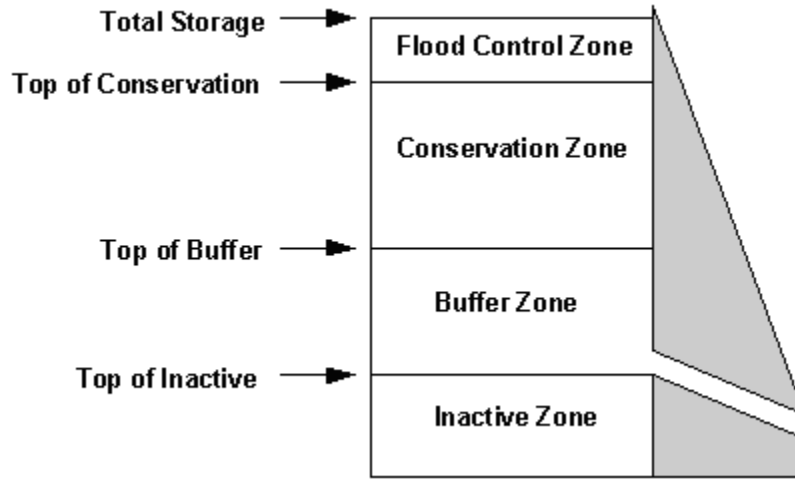 Total Storage
Flood Control Zone
Top of Conservation
Conservation Zone
Top of Buffer
Buffer Zone
Top of Inactive
Inactive Zone